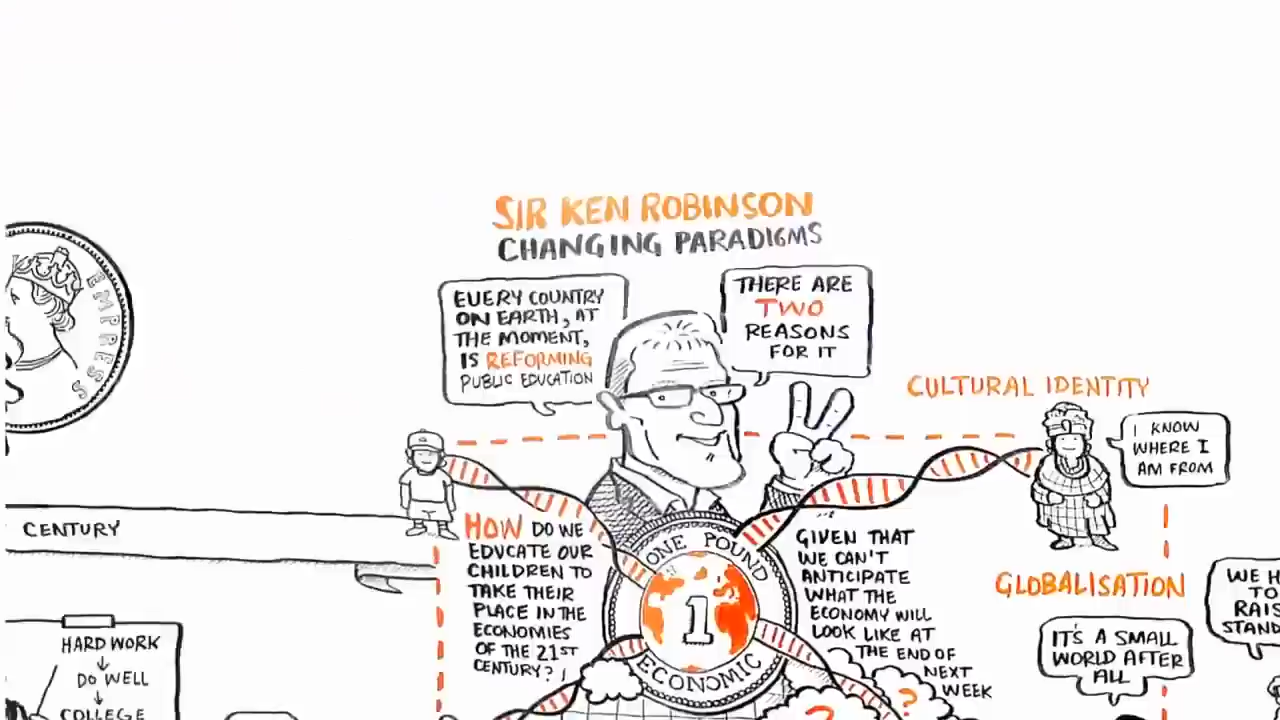 SIR KEN ROBINSON
CHANGING PARADIGMS
EVERY COUNTRY
ON EARTH, AT
THE MOMENT,
IS REFORMING
PUBLIC EDUCATION
THERE ARE
TWO
REASONS
FOR IT
EMPRESS
CULTURAL IDENTITY
I KNOW
WHERE I
AM FROM
CENTURY
HOW DO WE
EDUCATE OUR
CHILDREN TO
TAKE THEIR
PLACE IN THE
ECONOMIES
OF THE 21ST
CENTURY?
ONE POUND
1
ECONOMIC
GIVEN THAT
WE CAN'T
ANTICIPATE
WHAT THE
ECONOMY WILL
LOOK LIKE AT
THE END OF
NEXT
WEEK
?
?
GLOBALISATION
IT'S A SMALL
WORLD AFTER
ALL
WE H
TO
RAIS
STAND
HARD WORK
DO WELL
COLLEGE